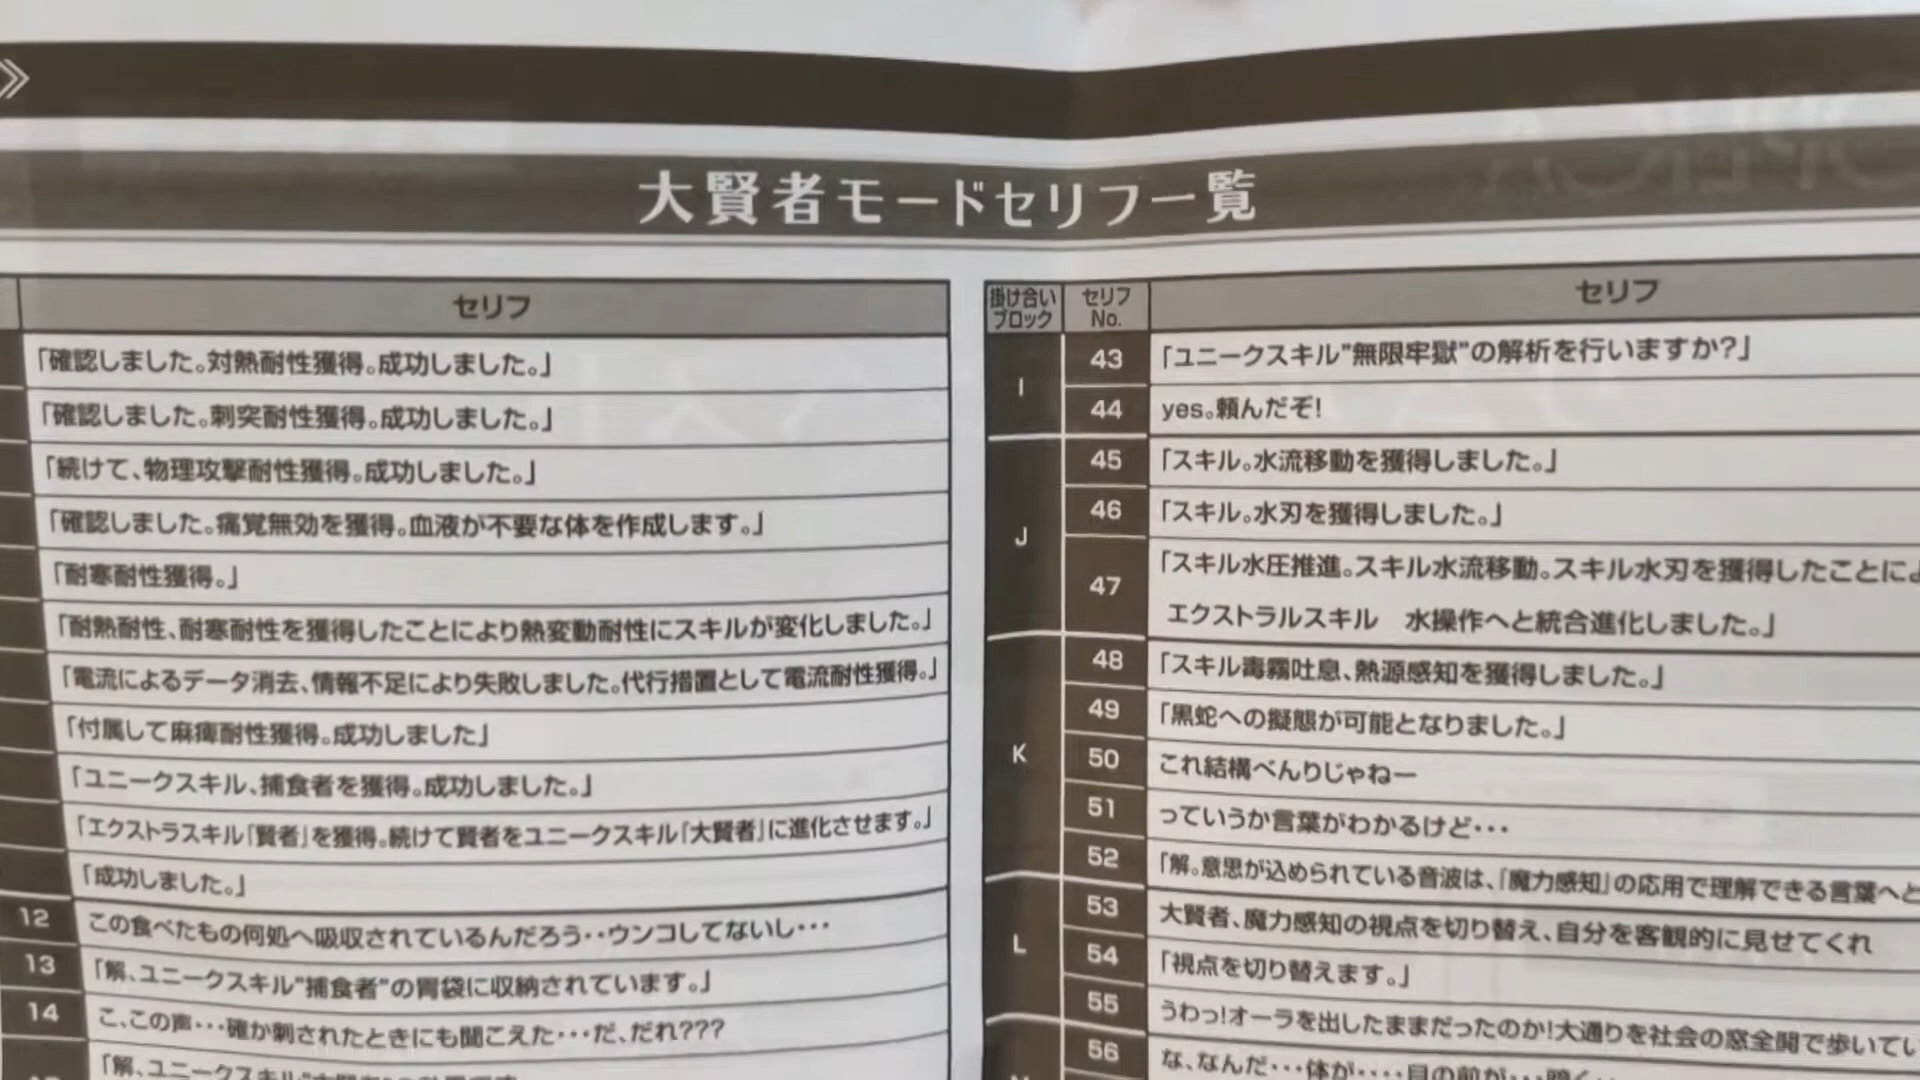 大賢者モードセリフ一覧
セリフ
「確認しました。対熱耐性獲得。成功しました。」
「確認しました。刺突耐性獲得。成功しました。」
「続けて、物理攻撃耐性獲得。成功しました。」
「確認しました。痛覚無効を獲得。血液が不要な体を作成します。」
「耐寒耐性獲得。」
「耐熱耐性、耐寒耐性を獲得したことにより熱変動耐性にスキルが変化しました。」
「電流によるデータ消去、情報不足により失敗しました。代行措置として電流耐性獲得。」
「付属して麻痺耐性獲得。成功しました」
「ユニークスキル、捕食者を獲得。成功しました。」
「エクストラスキル「賢者」を獲得。続けて賢者をユニークスキル「大賢者」に進化させます。」
「成功しました。」
12 この食べたもの何処へ吸収されているんだろう・・ウンコしてないし・・・
13 「解、ユニークスキル"捕食者"の胃袋に収納されています。」
14 こ、この声・・・確か刺されたときにも聞こえた・・・だ、だれ???
「解、ユニークスキル
掛け合いブロック セリフNo. セリフ
I 43 「ユニークスキル"無限牢獄"の解析を行いますか?」
44 yes。頼んだぞ!
J 45 「スキル。水流移動を獲得しました。」
46 「スキル。水刃を獲得しました。」
47 「スキル水圧推進。スキル水流移動。スキル水刃を獲得したことによ
エクストラルスキル 水操作へと統合進化しました。」
K 48 「スキル毒霧吐息、熱源感知を獲得しました。」
49 「黒蛇への擬態が可能となりました。」
50 これ結構べんりじゃねー
51 っていうか言葉がわかるけど・・・
52 「解。意思が込められている音波は、「魔力感知」の応用で理解できる言葉へと
L 53 大賢者、魔力感知の視点を切り替え、自分を客観的に見せてくれ
54 「視点を切り替えます。」
55 うわっ!オーラを出したままだったのか!大通りを社会の窓全開で歩いてい
56 な、なんだ・・・体が・・・・目の前が・・・暗く